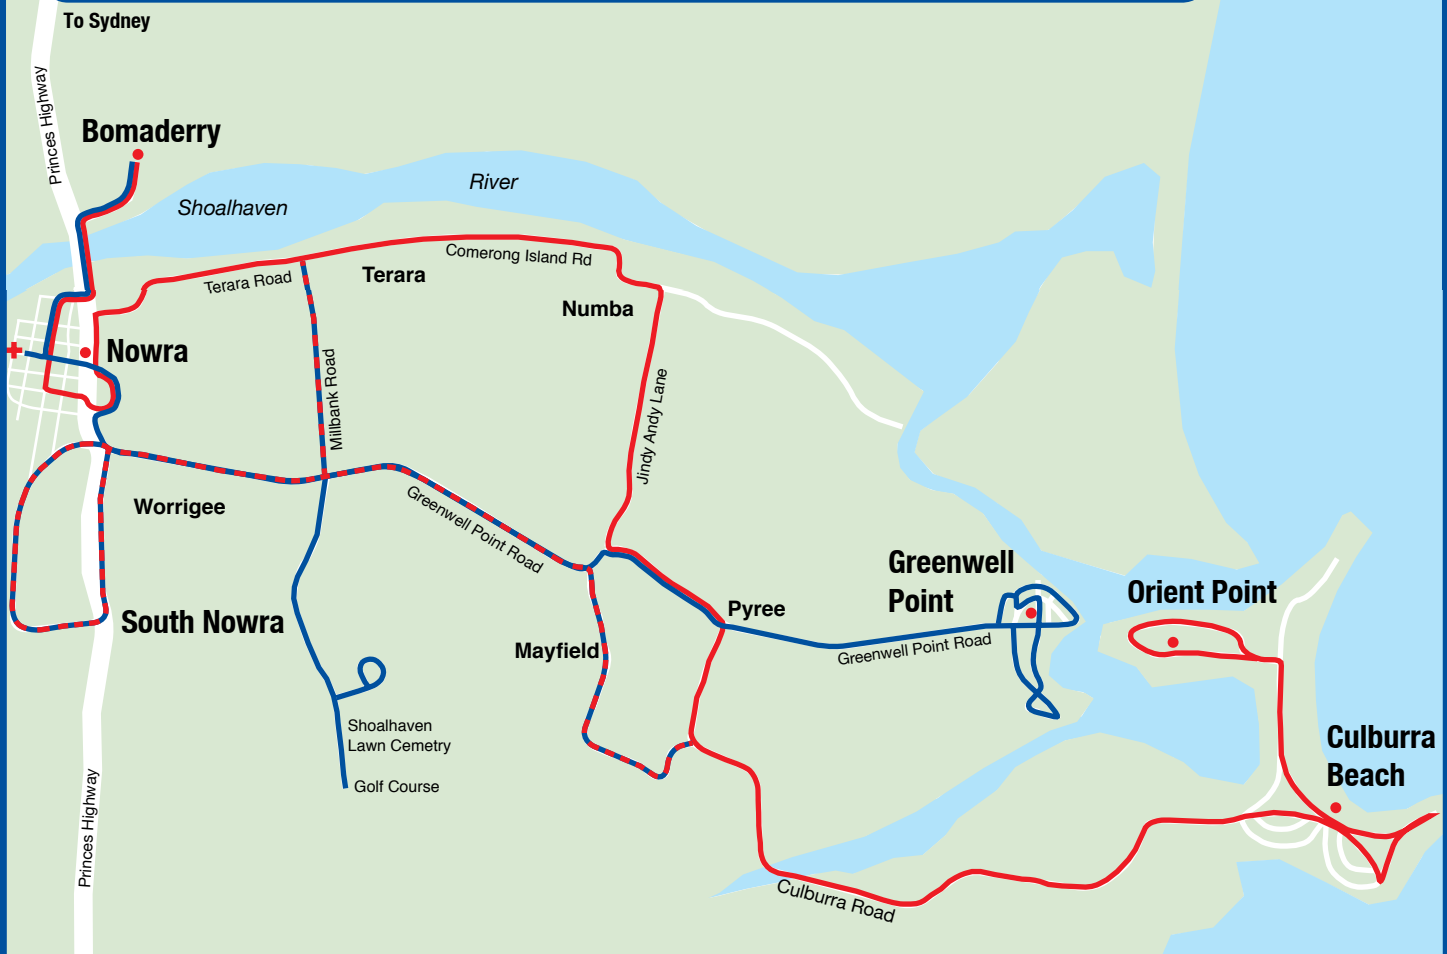 To Sydney
Princes Highway
Bomaderry
River
Shoalhaven
Comerong Island Rd
Terara
Terara Road
Numba
Nowra
Millbank Road
Jindy Andy Lane
Worrigee
Greenwell Point Road
Greenwell
Point
Orient Point
Pyree
South Nowra
Mayfield
Greenwell Point Road
Shoalhaven
Lawn Cemetry
Golf Course
Culburra
Beach
Princes Highway
Culburra Road